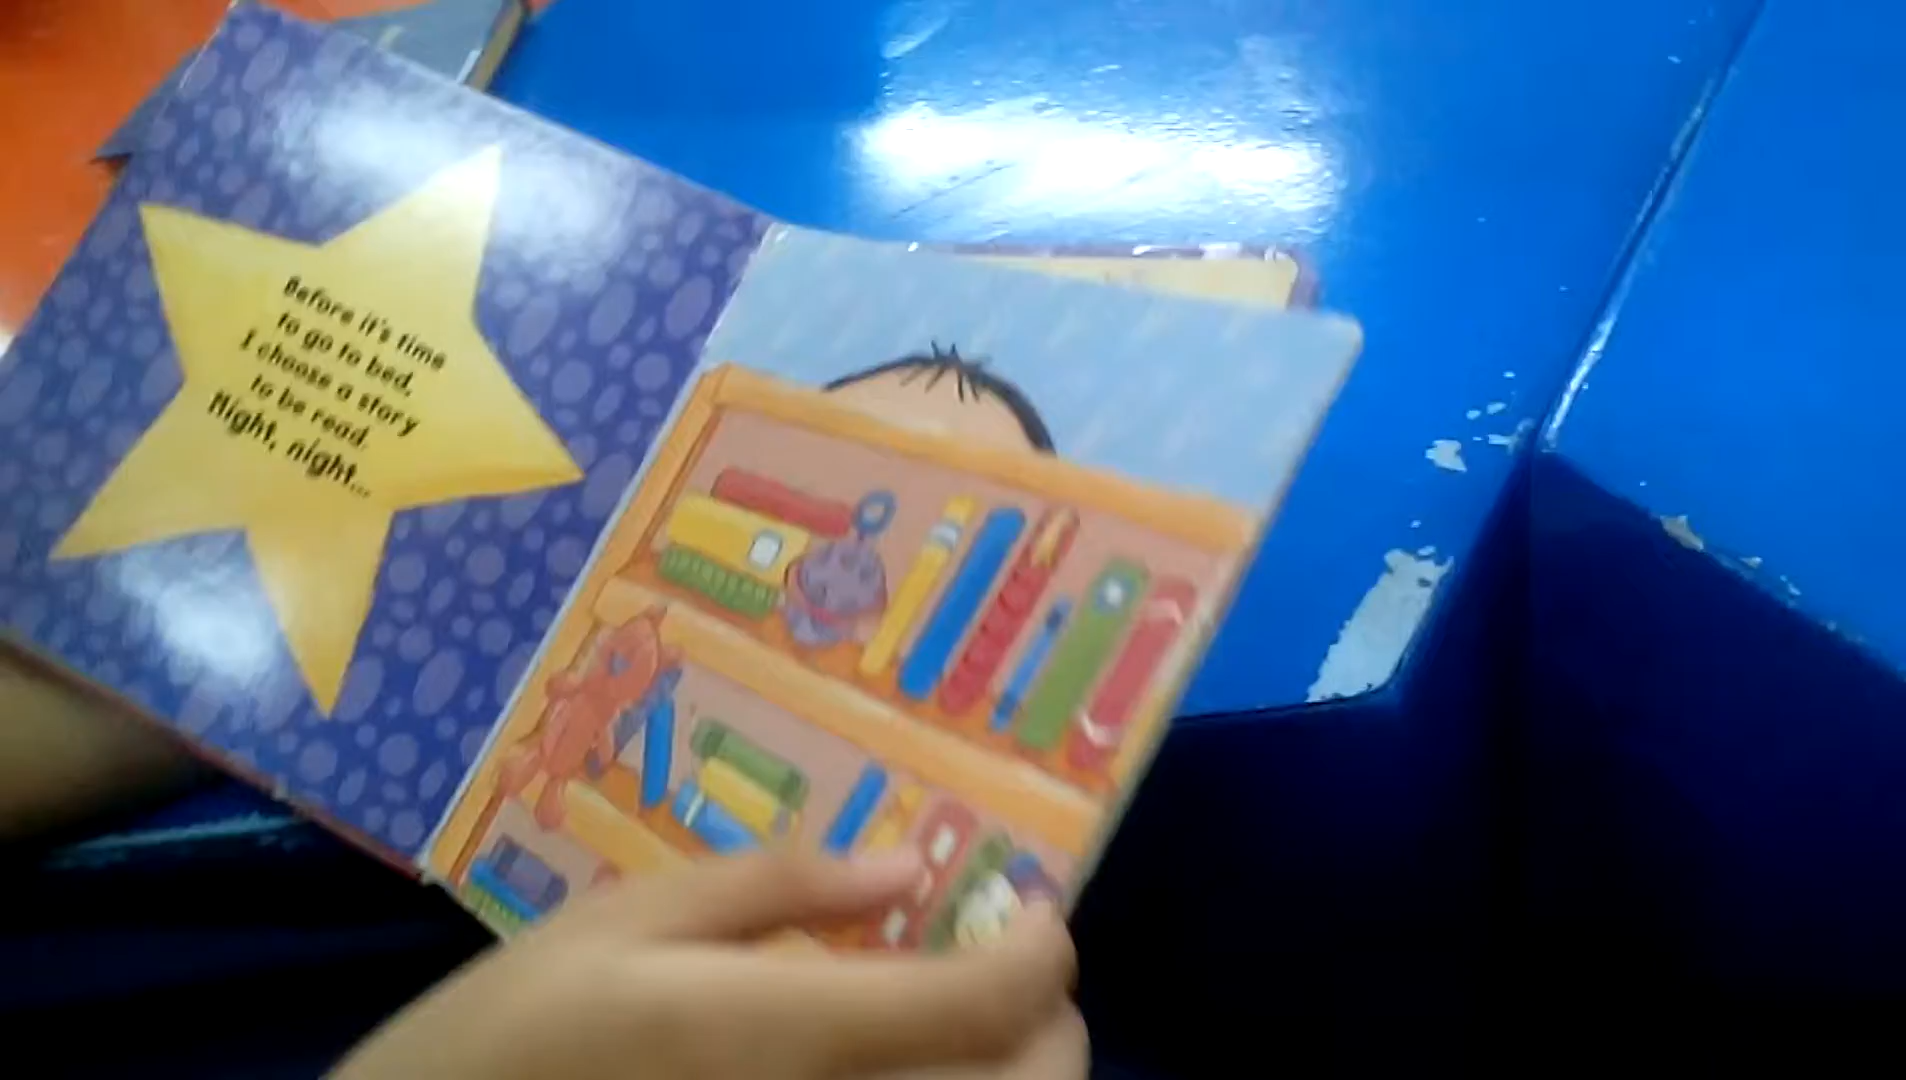 Before it's time
to go to bed,
I choose a story
to be read.
Night, night...